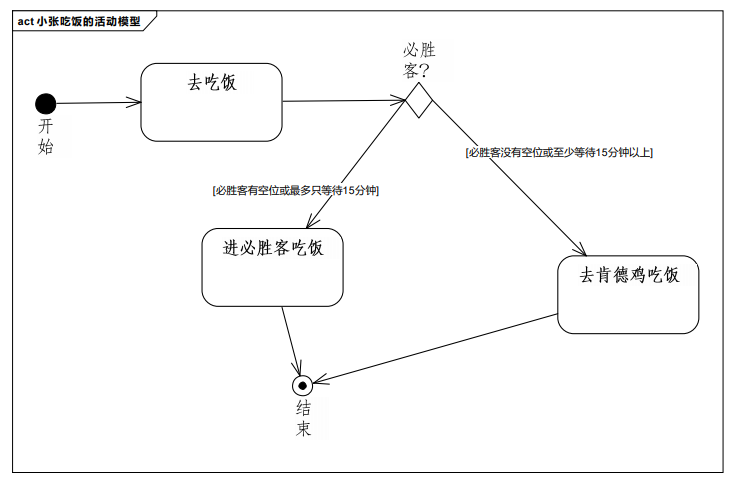 act 小张吃饭的活动模型
必胜
客?
去吃饭
开
始
[必胜客没有空位或至少等待15分钟以上]
[必胜客有空位或最多只等待15分钟]
进必胜客吃饭
去肯德鸡吃饭
结
束